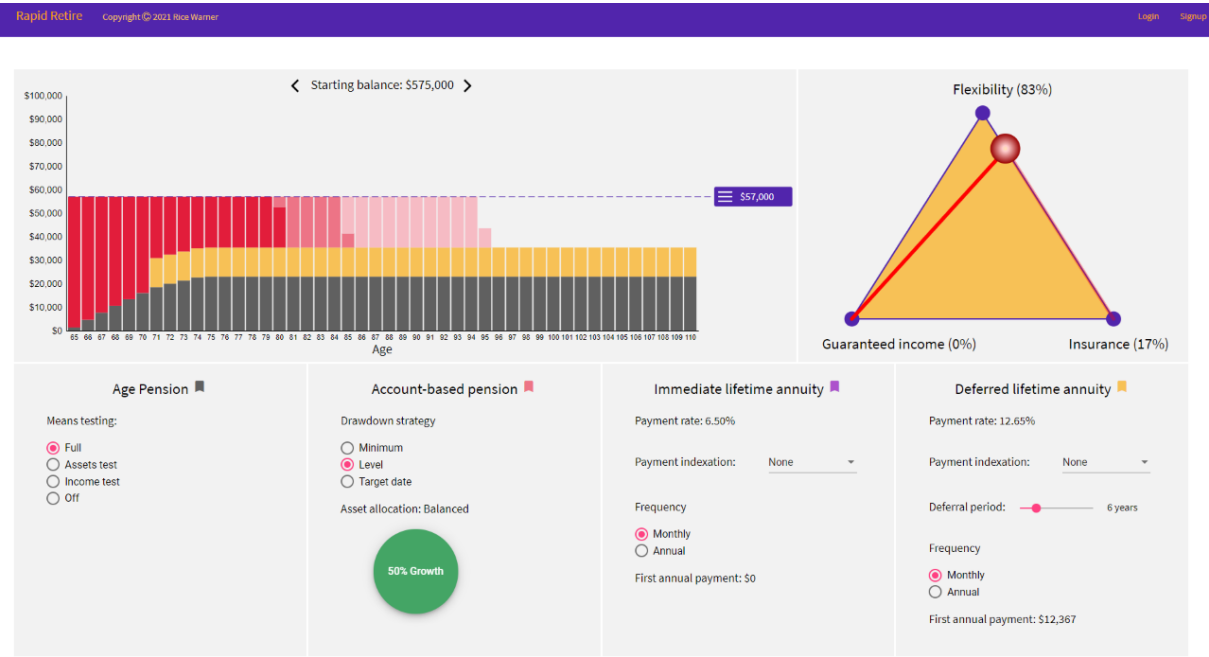 Rapid Retire Copyright © 2021 Rice Warner Login Signup
Starting balance: $575,000
$100,000
$90,000
$80,000
$70,000
$60,000
$50,000
$40,000
$30,000
$20,000
$10,000
$0
$57,000
65 66 67 68 69 70 71 72 73 74 75 76 77 78 79 80 81 82 83 84 85 86 87 88 89 90 91 92 93 94 95 96 97 98 99 100 101 102 103 104 105 106 107 108 109 110
Age
Flexibility (83%)
Guaranteed income (0%) Insurance (17%)
Age Pension
Means testing:
Full
Assets test
Income test
Off
Account-based pension
Drawdown strategy
Minimum
Level
Target date
Asset allocation: Balanced
50% Growth
Immediate lifetime annuity
Payment rate: 6.50%
Payment indexation: None
Frequency
Monthly
Annual
First annual payment: $0
Deferred lifetime annuity
Payment rate: 12.65%
Payment indexation: None
Deferral period: 6 years
Frequency
Monthly
Annual
First annual payment: $12,367